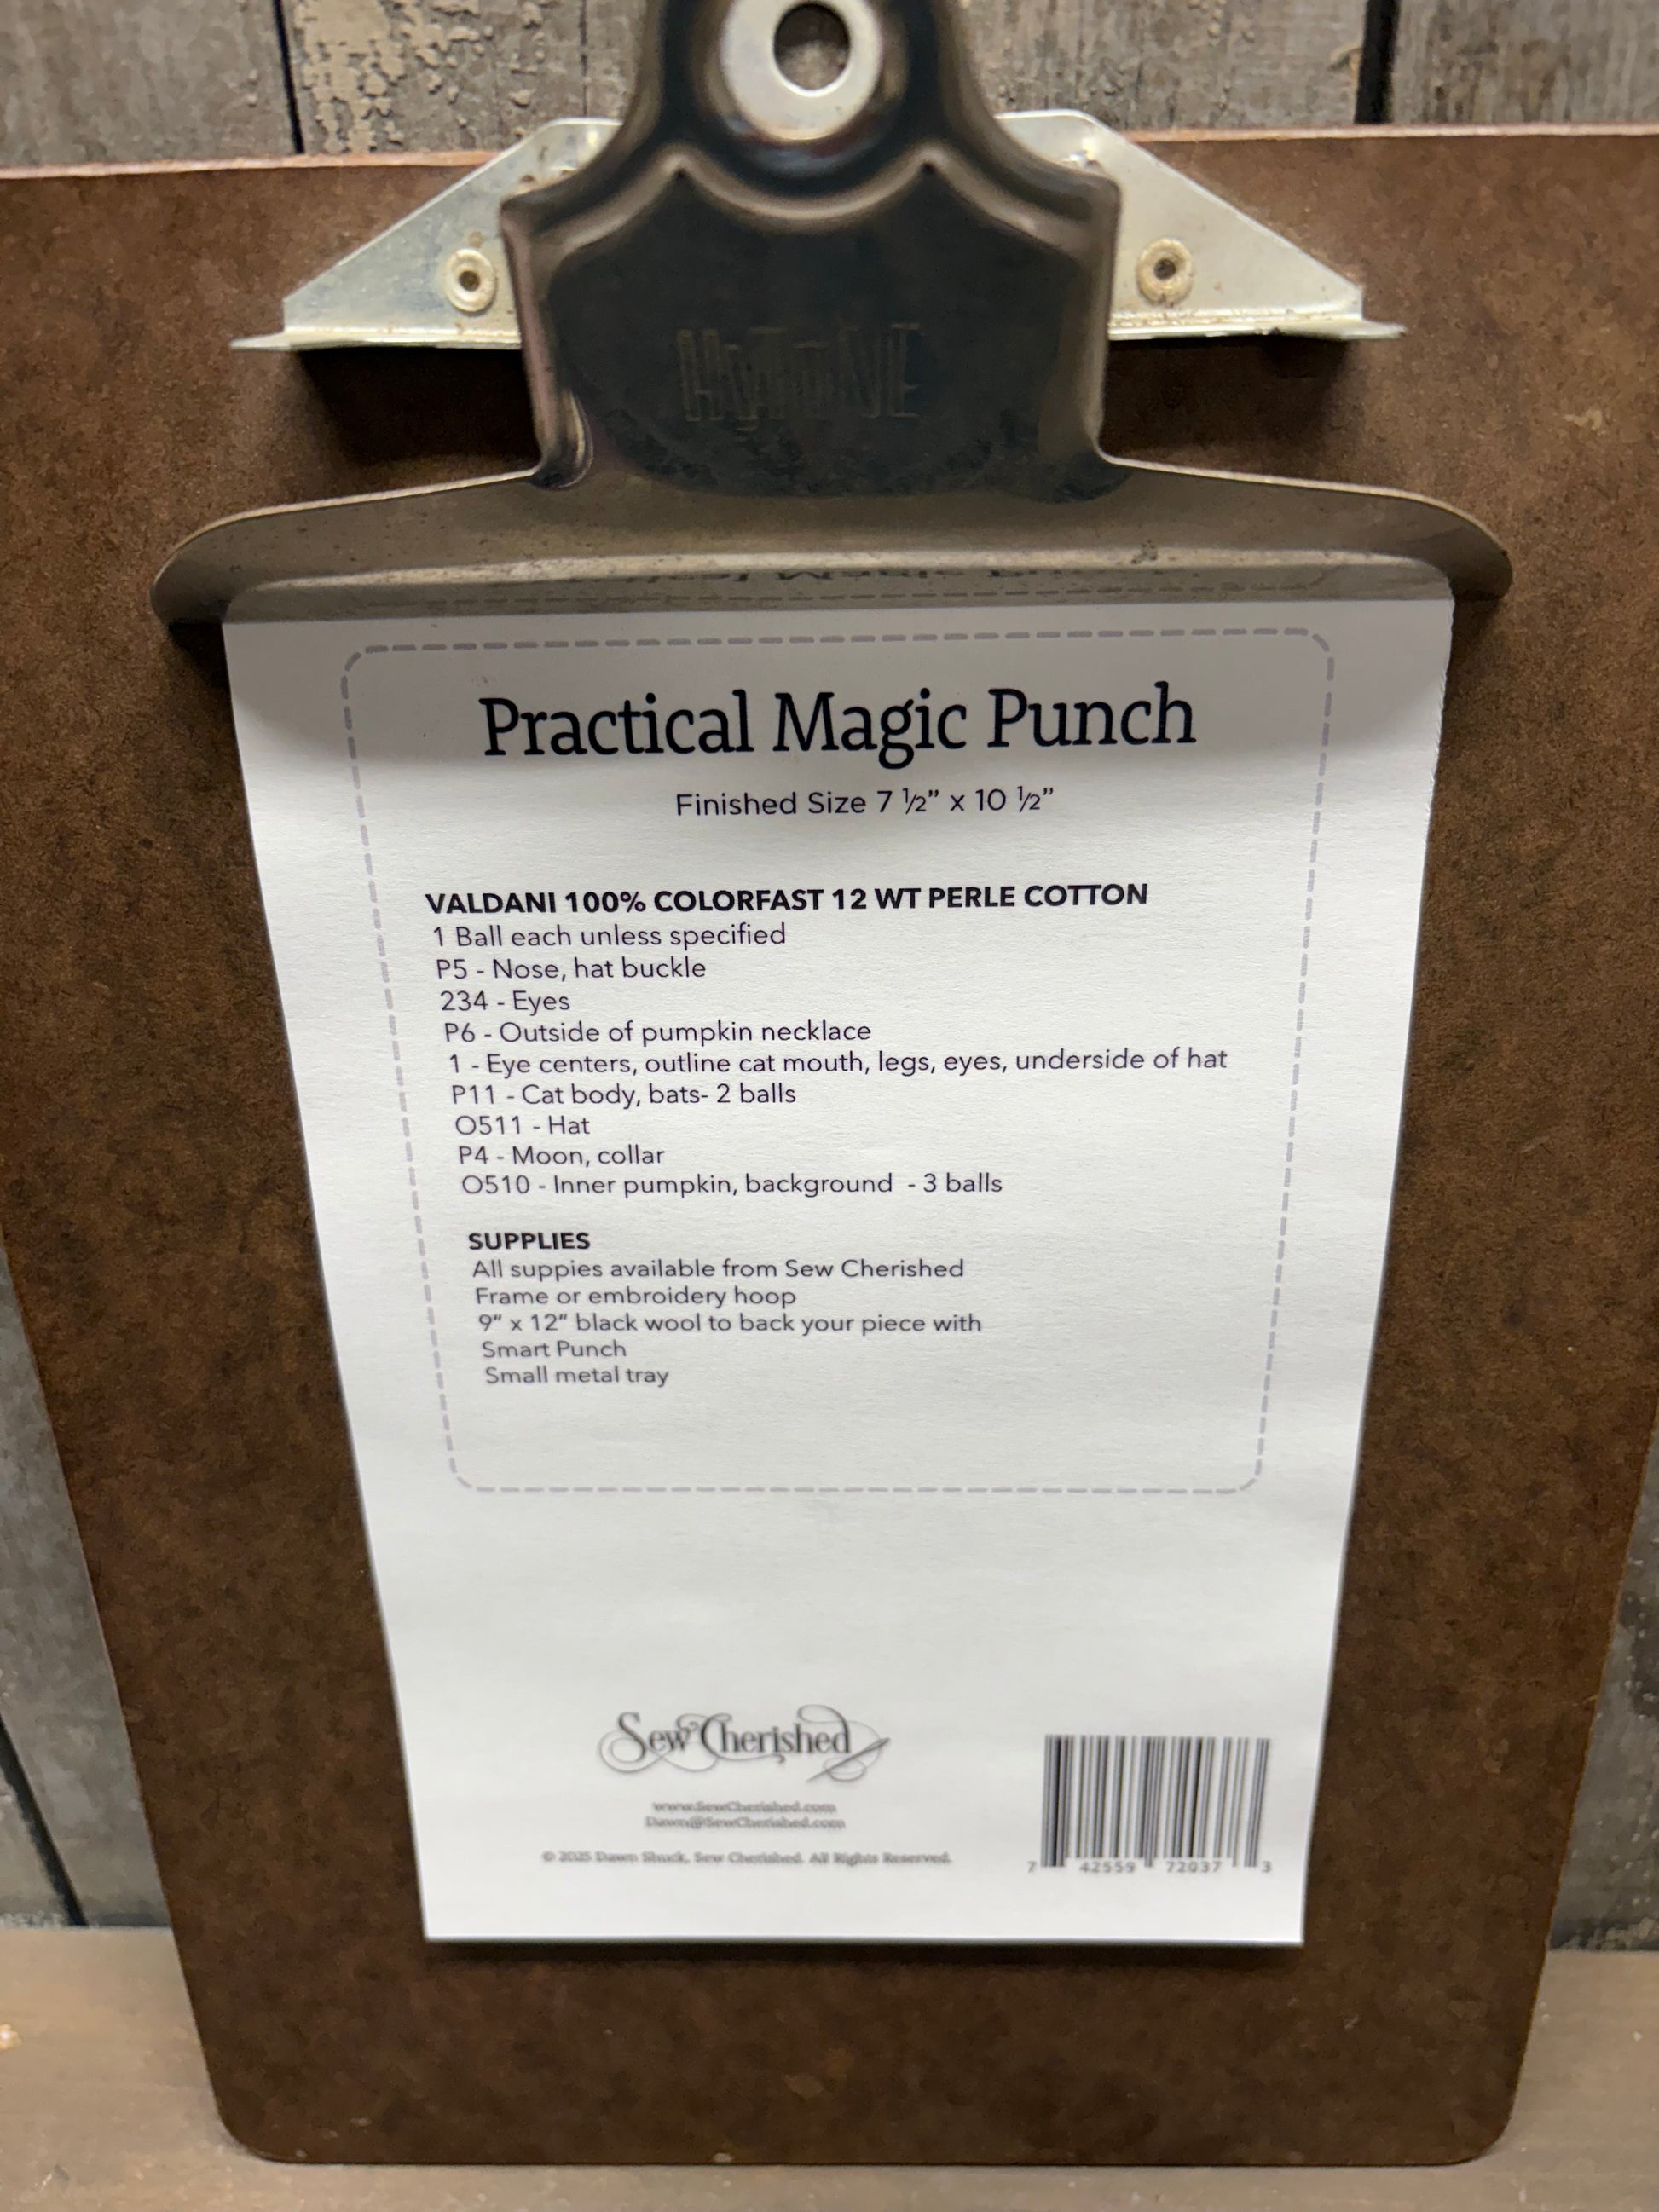 Practical Magic Punch
Finished Size 7 ½” x 10 ½”
VALDANI 100% COLORFAST 12 WT PERLE COTTON
1 Ball each unless specified
P5 - Nose, hat buckle
234 - Eyes
P6 - Outside of pumpkin necklace
1 - Eye centers, outline cat mouth, legs, eyes, underside of hat
P11 - Cat body, bats- 2 balls
O511 - Hat
P4 - Moon, collar
O510 - Inner pumpkin, background - 3 balls
SUPPLIES
All suppies available from Sew Cherished
Frame or embroidery hoop
9” x 12” black wool to back your piece with
Smart Punch
Small metal tray
Sew Cherished
www.SewCherished.com
Dawn@SewCherished.com
© 2025 Dawn Shuck, Sew Cherished. All Rights Reserved.
7 42559 72037 3